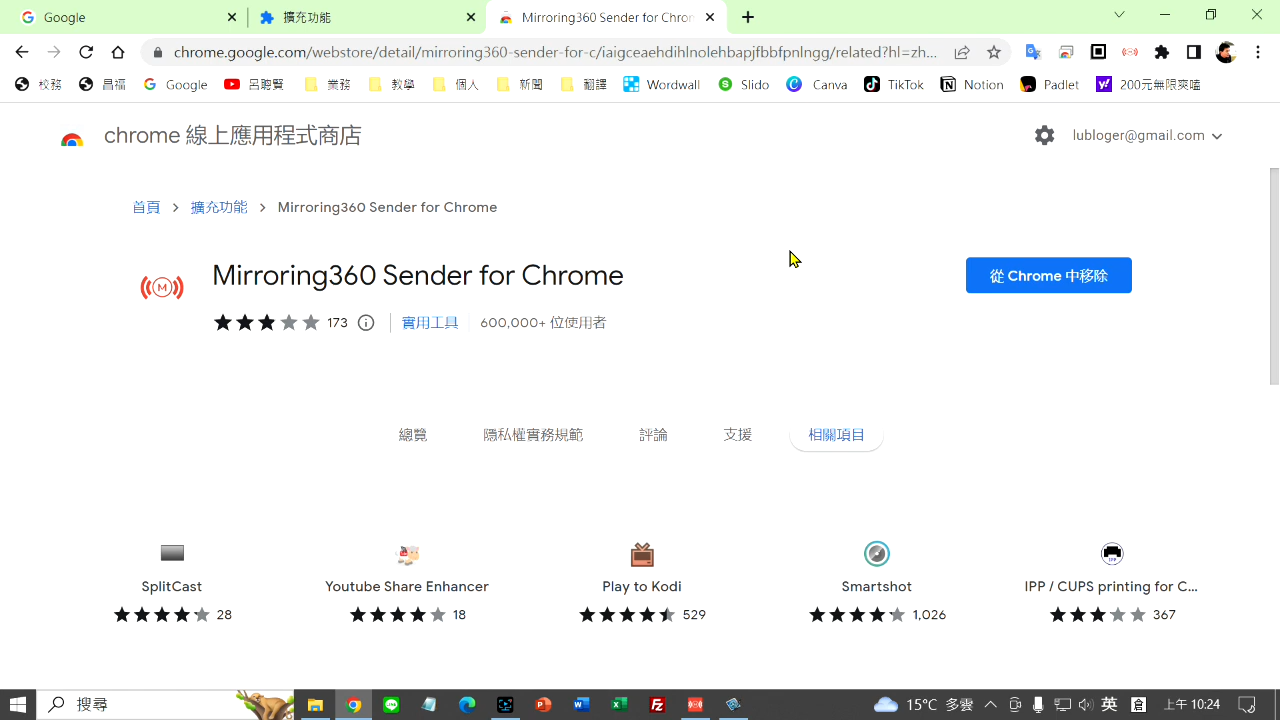 Google
擴充功能
Mirroring360 Sender for Chrom
chrome.google.com/webstore/detail/mirroring360-sender-for-c/iaigceaehdihlnolehbapjfbbfpnlngg/related?hl=zh...
校務
昌福
Google
呂聰賢
業務
教學
個人
新聞
翻譯
Wordwall
Slido
Canva
TikTok
Notion
Padlet
200元無限爽嗑
chrome 線上應用程式商店
lubloger@gmail.com
首頁 > 擴充功能 > Mirroring360 Sender for Chrome
Mirroring360 Sender for Chrome
從 Chrome 中移除
173
實用工具
600,000+ 位使用者
總覽
隱私權實務規範
評論
支援
相關項目
SplitCast
Youtube Share Enhancer
Play to Kodi
Smartshot
IPP / CUPS printing for C...
28
18
529
1,026
367
搜尋
15°C 多雲
英
上午 10:24